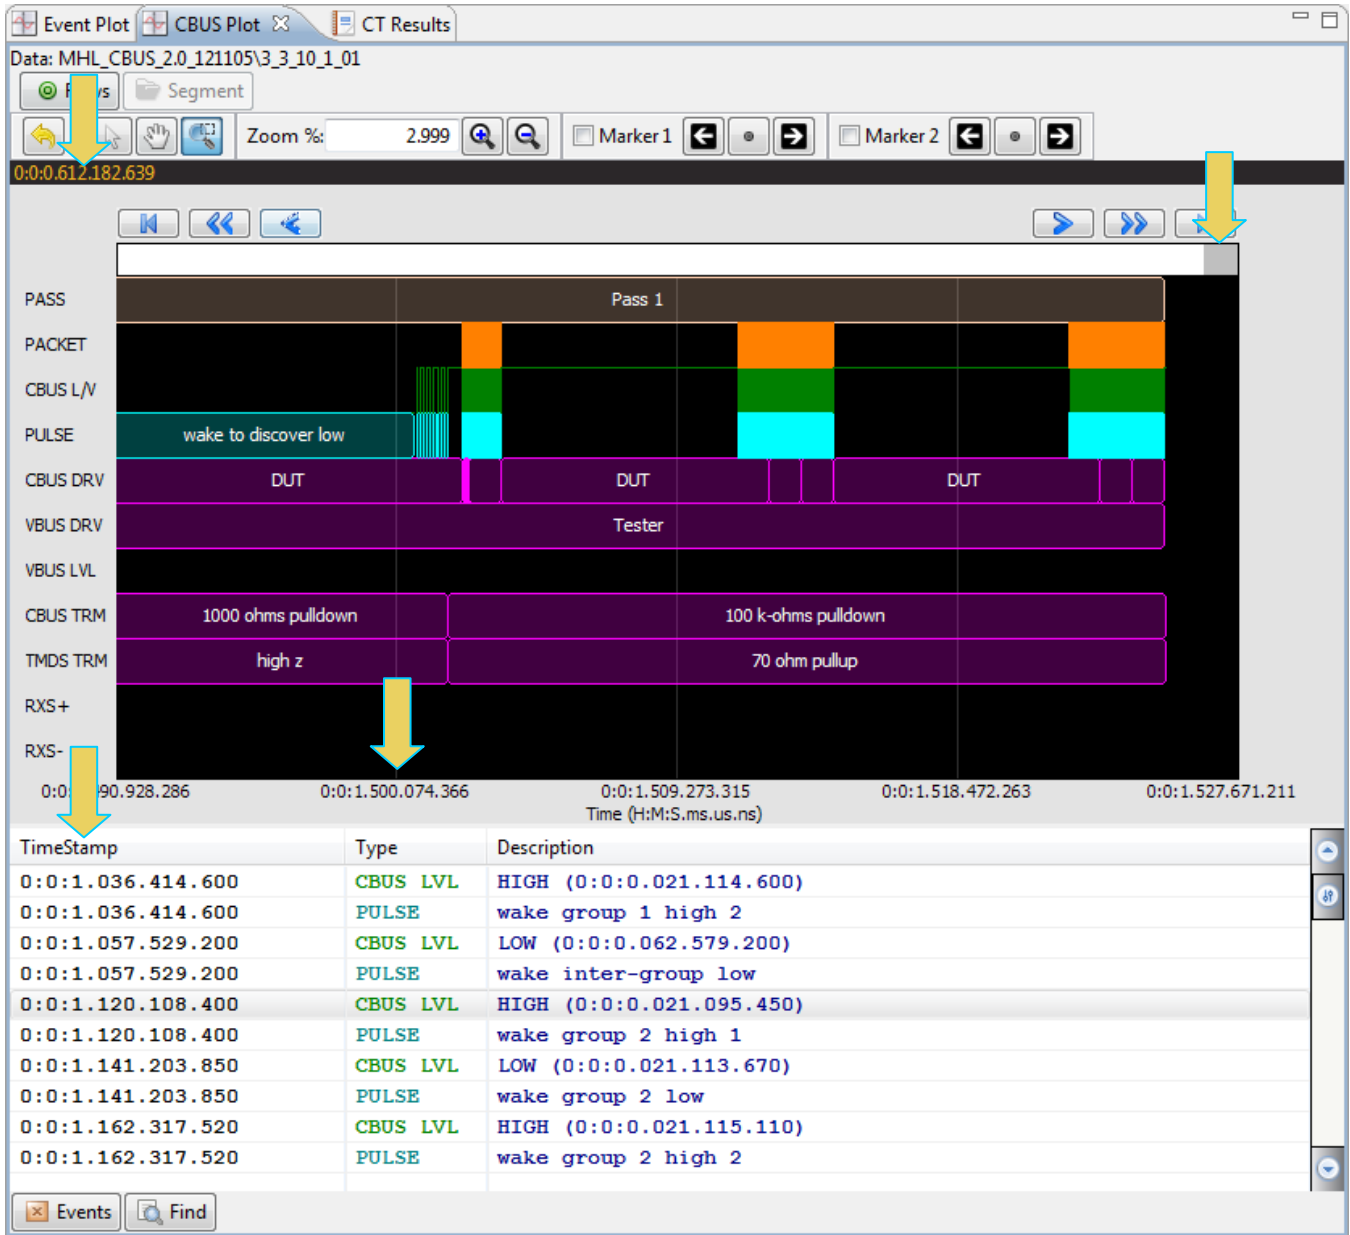 Event Plot CBUS Plot CT Results
Data: MHL_CBUS_2.0_121105\3_3_10_1_01
Segment
Zoom %: 2.999 Marker 1 Marker 2
0:0:0.612.182.639
PASS Pass 1
PACKET
CBUS L/V
PULSE wake to discover low
CBUS DRV DUT DUT DUT
VBUS DRV Tester
VBUS LVL
CBUS TRM 1000 ohms pulldown 100 k-ohms pulldown
TMDS TRM high z 70 ohm pullup
RXS+
RXS-
0:0:1.500.074.366 0:0:1.509.273.315 0:0:1.518.472.263 0:0:1.527.671.211
Time (H:M:S.ms.us.ns)
TimeStamp Type Description
0:0:1.036.414.600 CBUS LVL HIGH (0:0:0.021.114.600)
0:0:1.036.414.600 PULSE wake group 1 high 2
0:0:1.057.529.200 CBUS LVL LOW (0:0:0.062.579.200)
0:0:1.057.529.200 PULSE wake inter-group low
0:0:1.120.108.400 CBUS LVL HIGH (0:0:0.021.095.450)
0:0:1.120.108.400 PULSE wake group 2 high 1
0:0:1.141.203.850 CBUS LVL LOW (0:0:0.021.113.670)
0:0:1.141.203.850 PULSE wake group 2 low
0:0:1.162.317.520 CBUS LVL HIGH (0:0:0.021.115.110)
0:0:1.162.317.520 PULSE wake group 2 high 2
Events Find